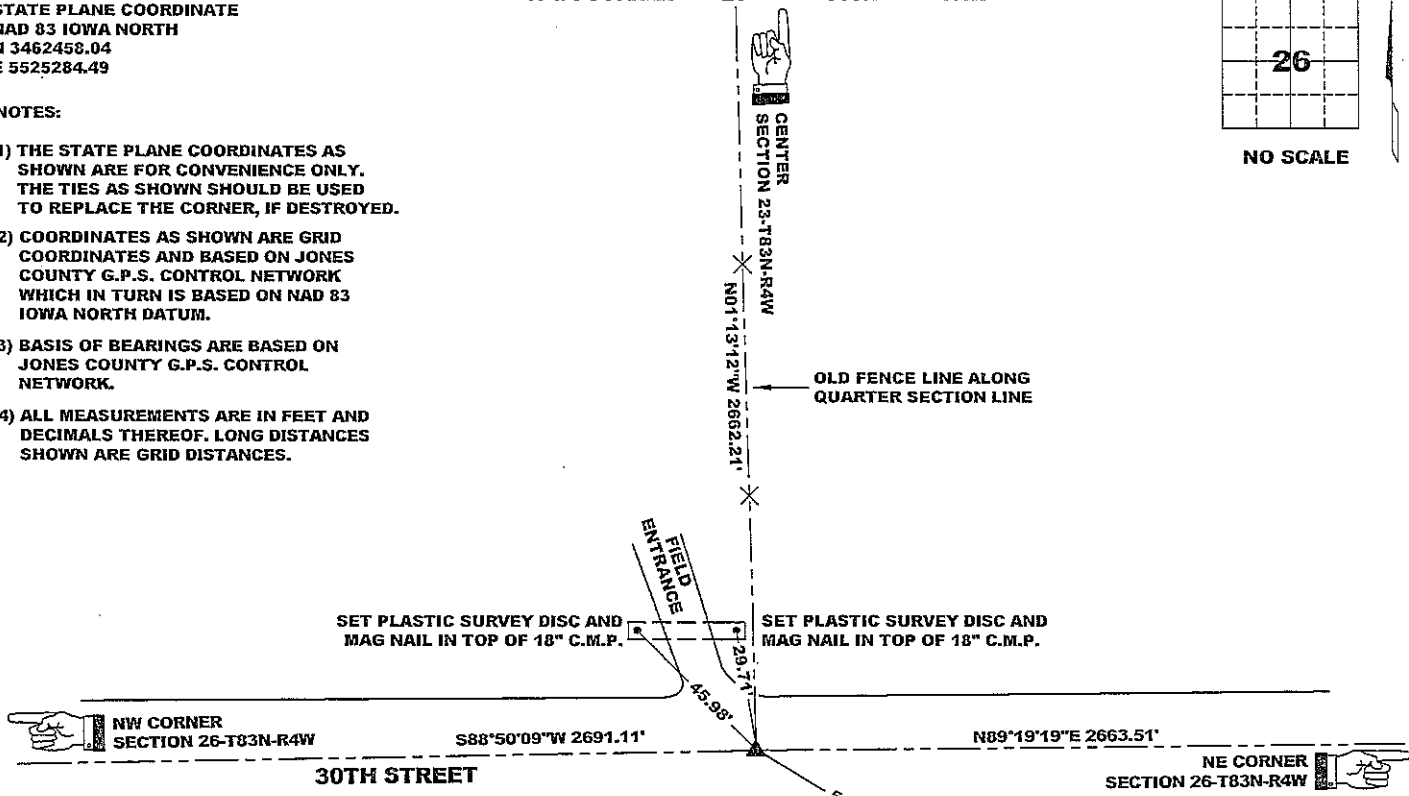 STATE PLANE COORDINATE
NAD 83 IOWA NORTH
N 3462458.04
E 5525284.49
NOTES:
1) THE STATE PLANE COORDINATES AS
SHOWN ARE FOR CONVENIENCE ONLY.
THE TIES AS SHOWN SHOULD BE USED
TO REPLACE THE CORNER, IF DESTROYED.
2) COORDINATES AS SHOWN ARE GRID
COORDINATES AND BASED ON JONES
COUNTY G.P.S. CONTROL NETWORK
WHICH IN TURN IS BASED ON NAD 83
IOWA NORTH DATUM.
3) BASIS OF BEARINGS ARE BASED ON
JONES COUNTY G.P.S. CONTROL
NETWORK.
4) ALL MEASUREMENTS ARE IN FEET AND
DECIMALS THEREOF. LONG DISTANCES
SHOWN ARE GRID DISTANCES.
26
NO SCALE
CENTER
SECTION 23-T83N-R4W
N01°13'12"W 2662.21'
OLD FENCE LINE ALONG
QUARTER SECTION LINE
FIELD
ENTRANCE
SET PLASTIC SURVEY DISC AND
MAG NAIL IN TOP OF 18" C.M.P.
SET PLASTIC SURVEY DISC AND
MAG NAIL IN TOP OF 18" C.M.P.
29.71'
45.98'
NW CORNER
SECTION 26-T83N-R4W
S88°50'09"W 2691.11'
N89°19'19"E 2663.51'
30TH STREET
NE CORNER
SECTION 26-T83N-R4W